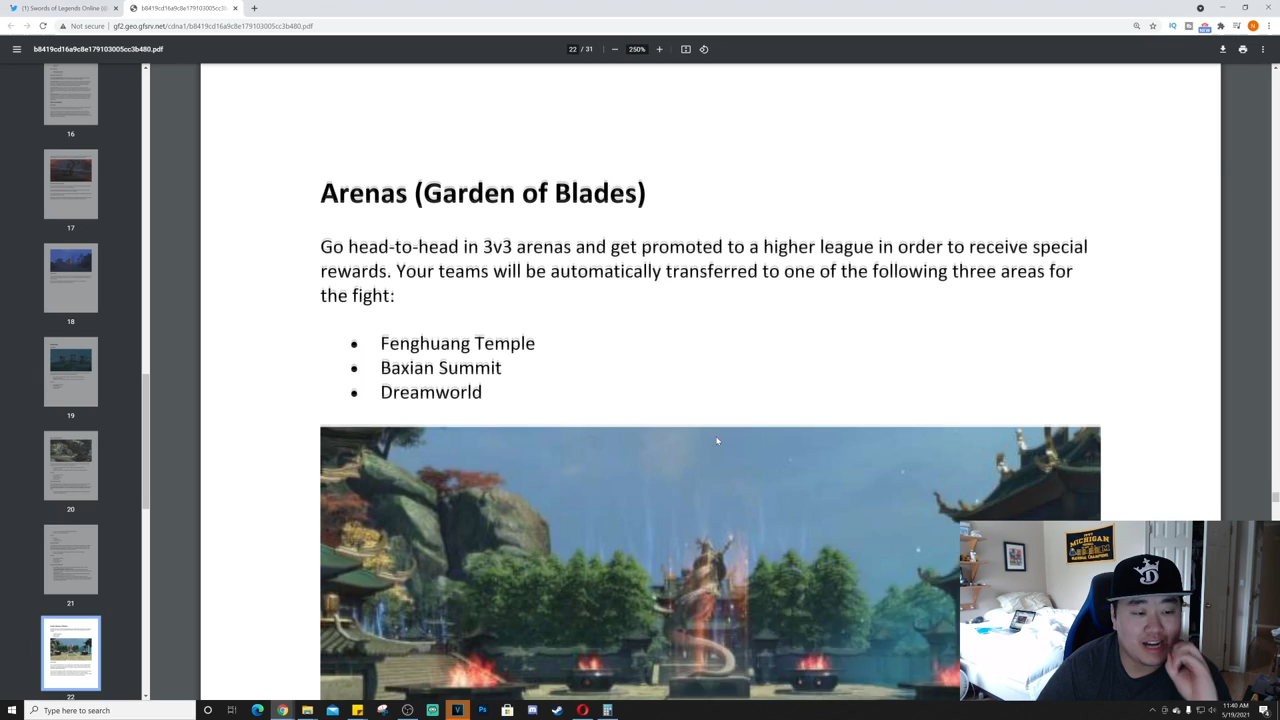 (1) Swords of Legends Online (
b8419cd16a9c8e179103005cc3b
Not secure
gf2.geo.gfsrv.net/cdna1/b8419cd16a9c8e179103005cc3b480.pdf
N
b8419cd16a9c8e179103005cc3b480.pdf
22 / 31
250%
16
17
18
19
20
21
22
Arenas (Garden of Blades)
Go head-to-head in 3v3 arenas and get promoted to a higher league in order to receive special
rewards. Your teams will be automatically transferred to one of the following three areas for
the fight:
• Fenghuang Temple
• Baxian Summit
• Dreamworld
MICHIGAN
Type here to search
11:40 AM
5/19/2021